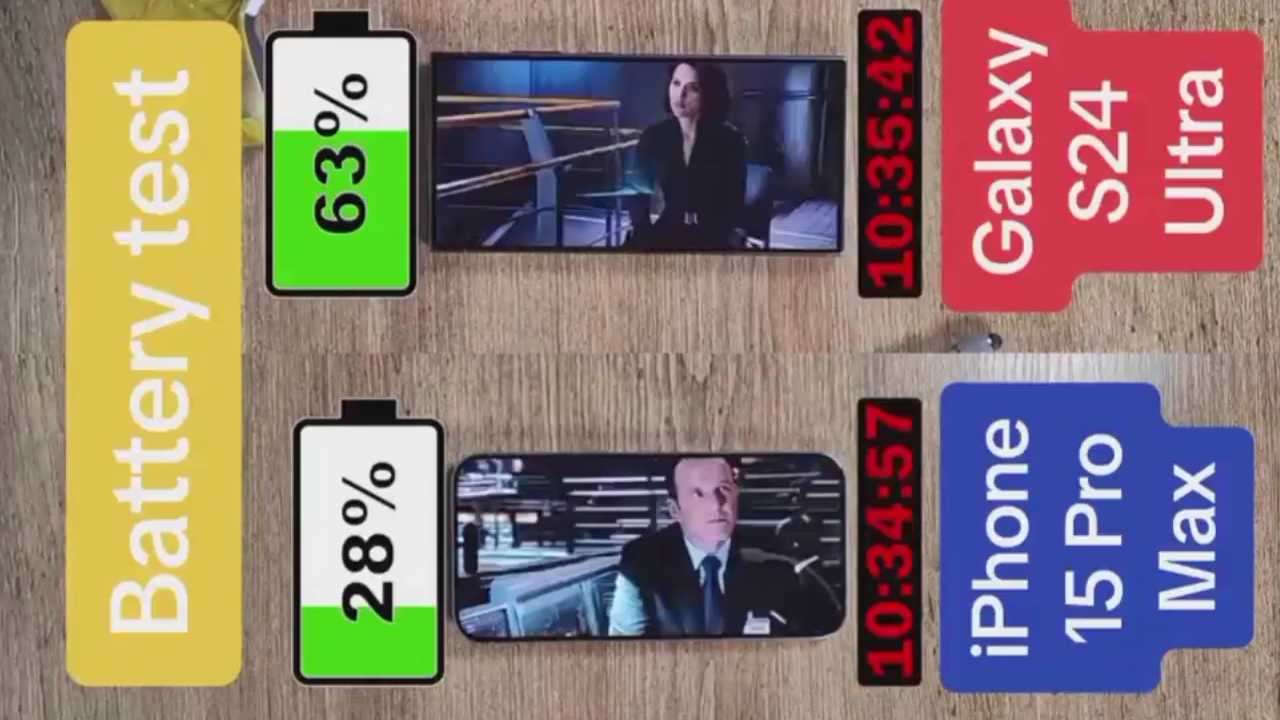 Battery test
28%
63%
10:34:57
10:35:42
iPhone
15 Pro
Max
Galaxy
S24
Ultra